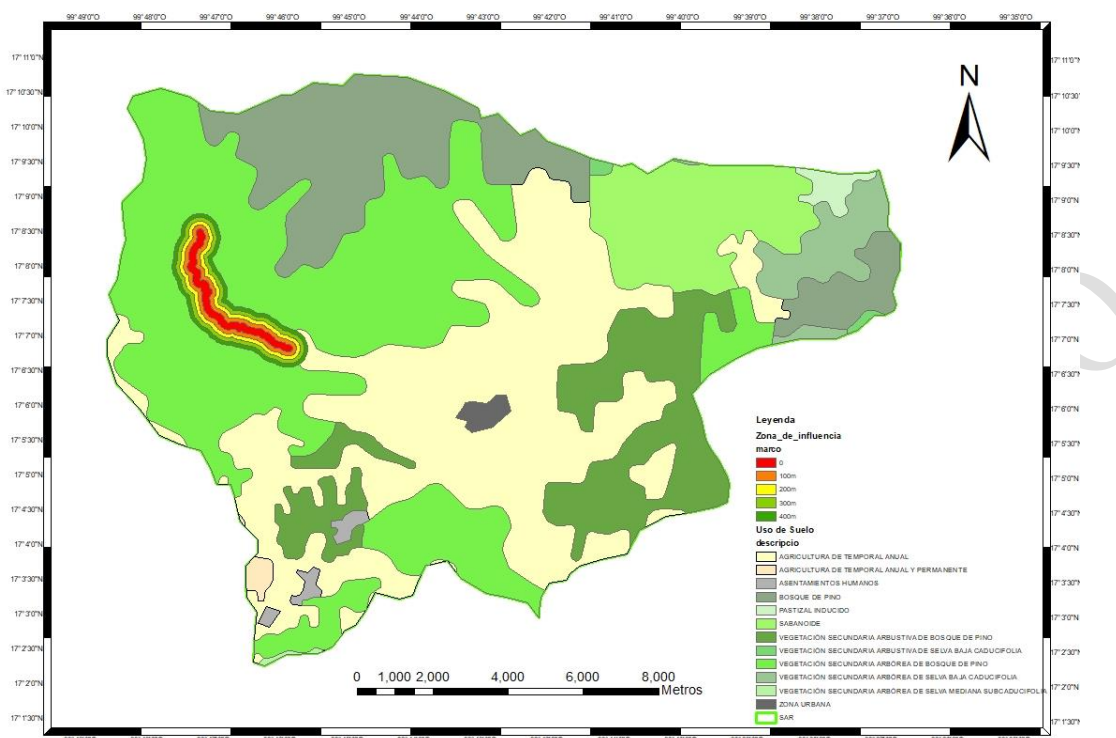 99°49'0"W 99°48'0"W 99°47'0"W 99°46'0"W 99°45'0"W 99°44'0"W 99°43'0"W 99°42'0"W 99°41'0"W 99°40'0"W 99°39'0"W 99°38'0"W 99°37'0"W 99°36'0"W 99°35'0"W
N
17°11'0"N
17°10'30"N
17°10'0"N
17°9'30"N
17°9'0"N
17°8'30"N
17°8'0"N
17°7'30"N
17°7'0"N
17°6'30"N
17°6'0"N
17°5'30"N
17°5'0"N
17°4'30"N
17°4'0"N
17°3'30"N
17°3'0"N
17°2'30"N
17°2'0"N
17°1'30"N
Leyenda
Zona_de_influencia
marco
0
100m
200m
300m
400m
Uso de Suelo
descripcio
AGRICULTURA DE TEMPORAL ANUAL
AGRICULTURA DE TEMPORAL ANUAL Y PERMANENTE
ASENTAMIENTOS HUMANOS
BOSQUE DE PINO
PASTIZAL INDUCIDO
SABANOIDE
VEGETACIÓN SECUNDARIA ARBUSTIVA DE BOSQUE DE PINO
VEGETACIÓN SECUNDARIA ARBUSTIVA DE SELVA BAJA CADUCIFOLIA
VEGETACIÓN SECUNDARIA ARBÓREA DE BOSQUE DE PINO
VEGETACIÓN SECUNDARIA ARBÓREA DE SELVA BAJA CADUCIFOLIA
VEGETACIÓN SECUNDARIA ARBÓREA DE SELVA MEDIANA SUBCADUCIFOLIA
ZONA URBANA
SAR
0 1,000 2,000 4,000 6,000 8,000
Metros